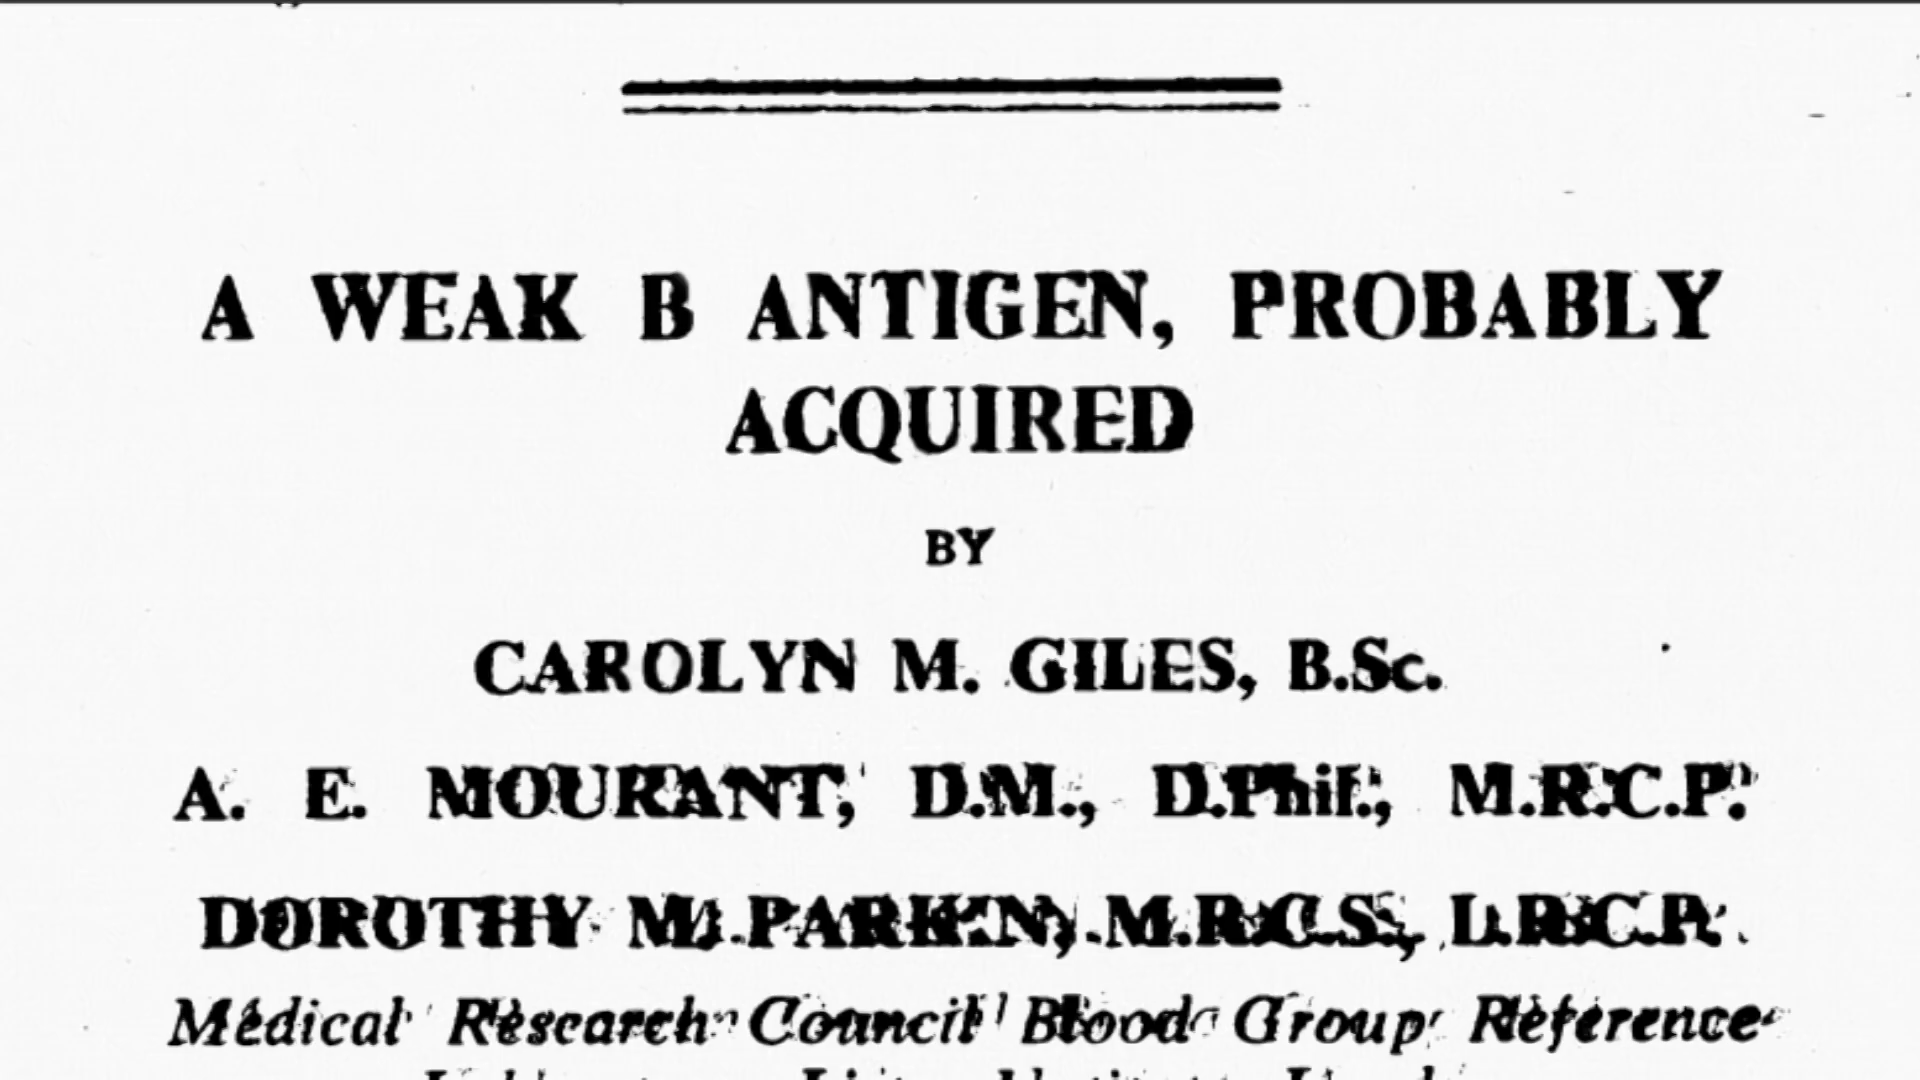 A WEAK B ANTIGEN, PROBABLY
ACQUIRED
BY
CAROLYN M. GILES, B.Sc.
A. E. MOURANT, D.M., D.Phil., M.R.C.P.
DOROTHY M. PARKIN, M.R.C.S., L.R.C.P.
Medical Research Council Blood Group Reference